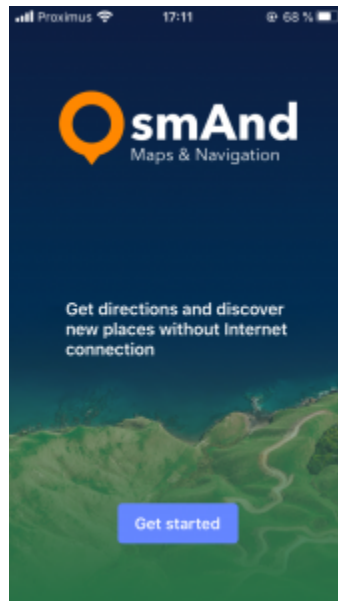 Proximus 17:11 68 %
OsmAnd
Maps & Navigation
Get directions and discover
new places without Internet
connection
Get started